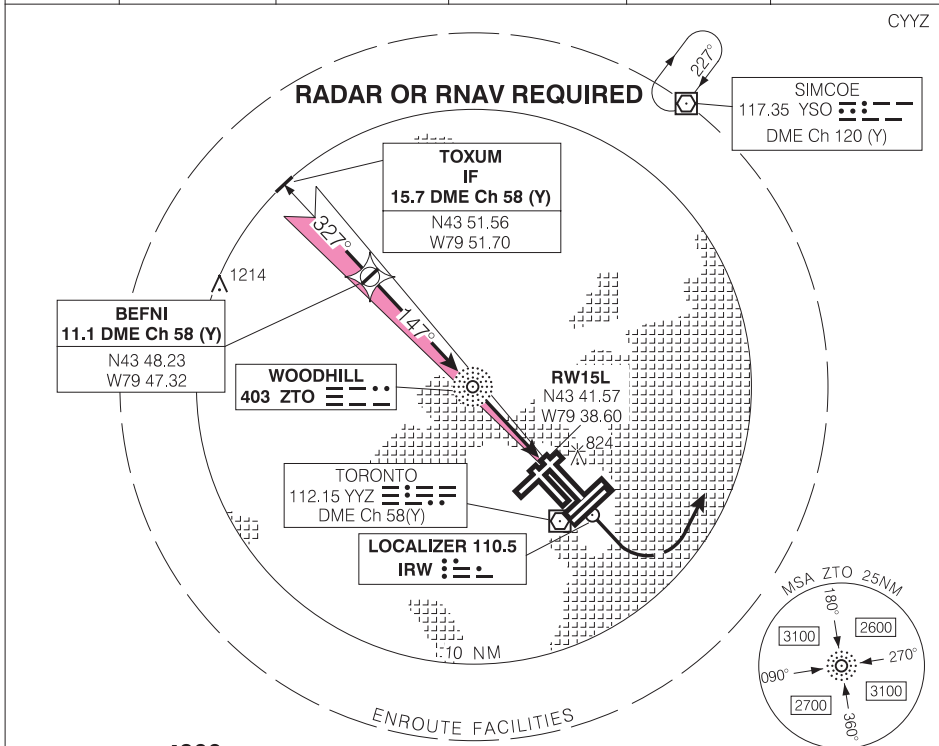 CYYZ
227°
RADAR OR RNAV REQUIRED
SIMCOE
117.35 YSO
DME Ch 120 (Y)
TOXUM
IF
15.7 DME Ch 58 (Y)
N43 51.56
W79 51.70
327°
1214
BEFNI
11.1 DME Ch 58 (Y)
N43 48.23
W79 47.32
147°
WOODHILL
403 ZTO
RW15L
N43 41.57
W79 38.60
824
TORONTO
112.15 YYZ
DME Ch 58(Y)
LOCALIZER 110.5
IRW
10 NM
ENROUTE FACILITIES
MSA ZTO 25NM
180°
3100
2600
270°
090°
2700
3100
360°